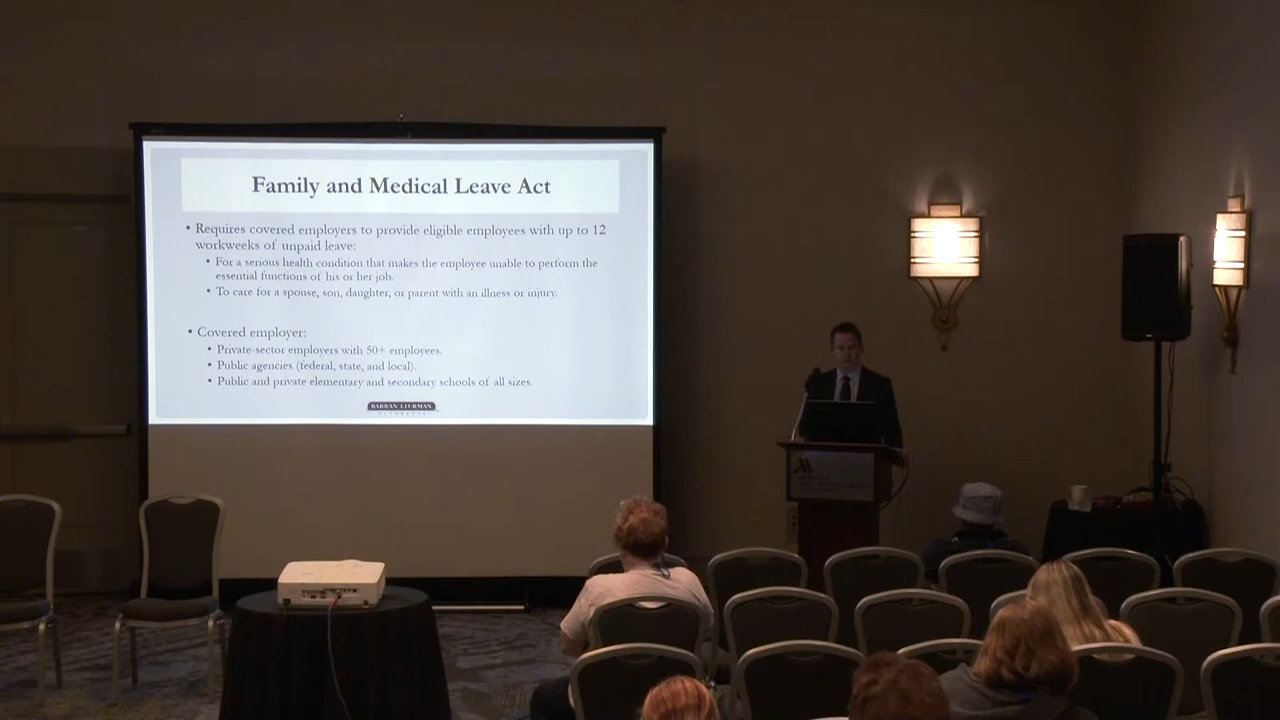 Family and Medical Leave Act
• Requires covered employers to provide eligible employees with up to 12
workweeks of unpaid leave:
• For a serious health condition that makes the employee unable to perform the
essential functions of his or her job.
• To care for a spouse, son, daughter, or parent with an illness or injury.
• Covered employer:
• Private-sector employers with 50+ employees.
• Public agencies (federal, state, and local).
• Public and private elementary and secondary schools of all sizes.
BARRAN LIEBMAN
ATTORNEYS